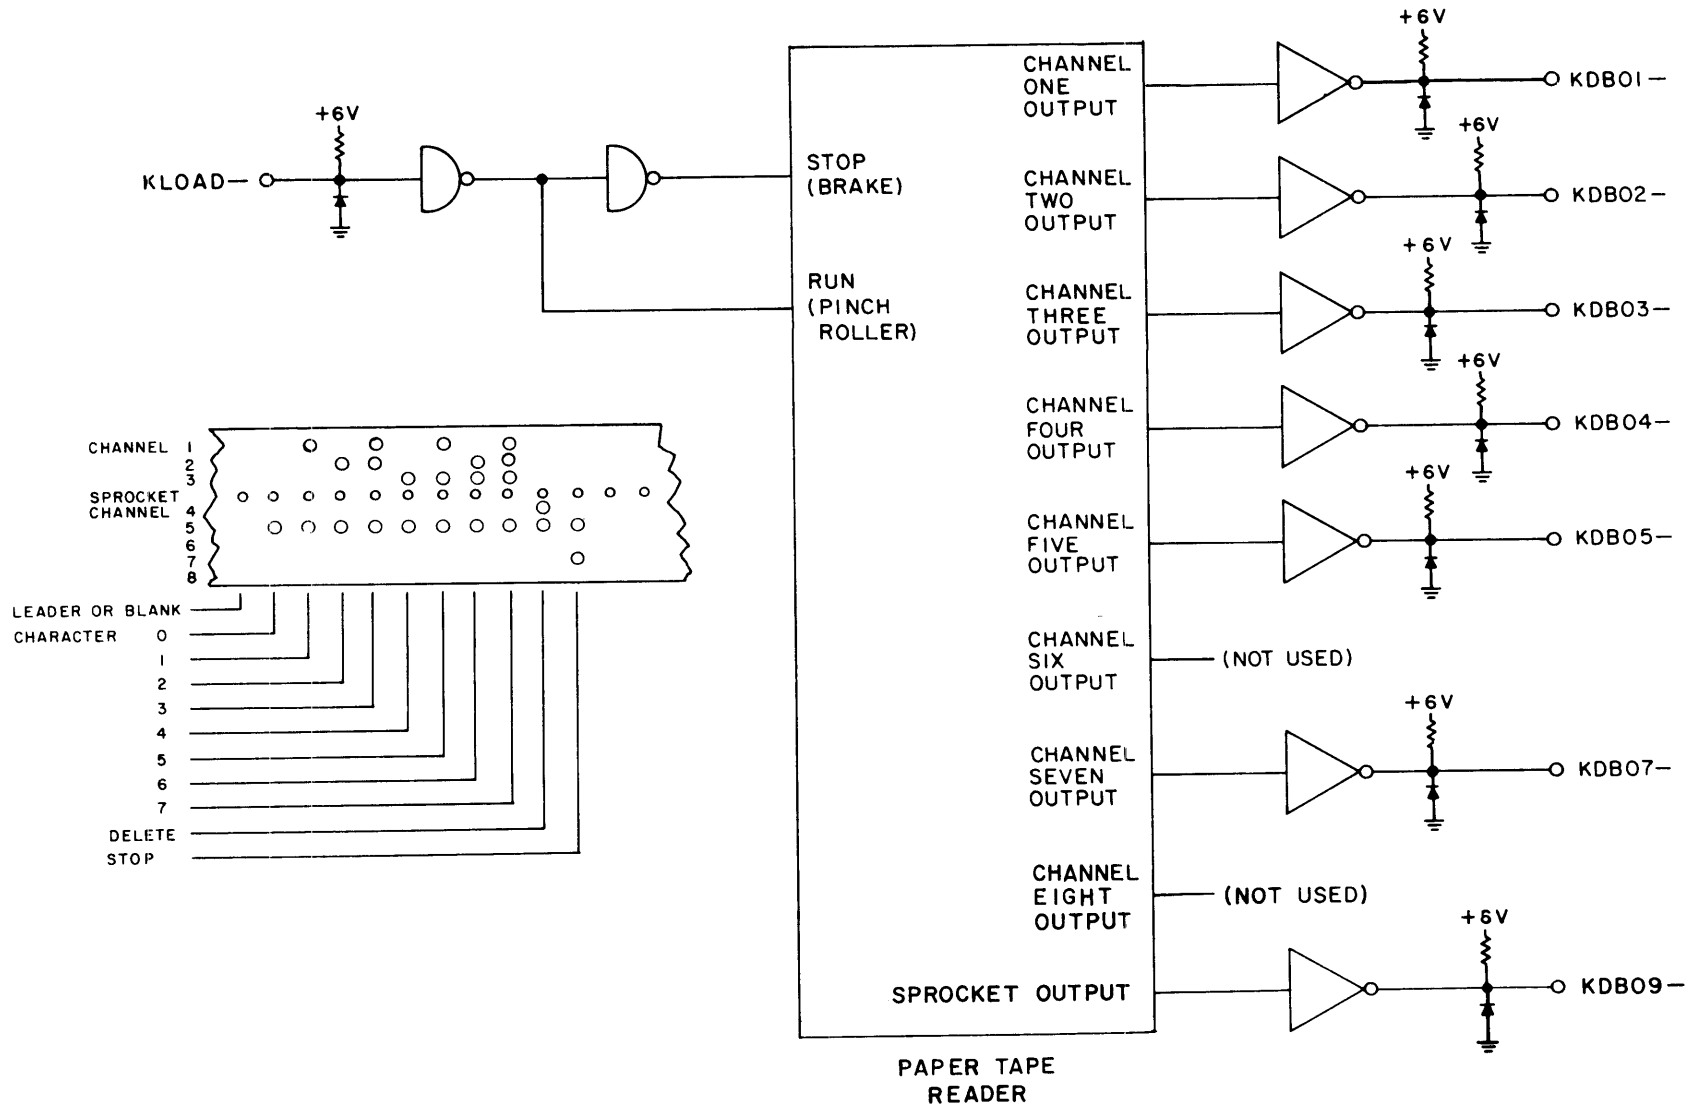 +6V
KLOAD—
STOP
(BRAKE)
RUN
(PINCH
ROLLER)
CHANNEL
ONE
OUTPUT
+6V
KDB01—
CHANNEL
TWO
OUTPUT
+6V
KDB02—
CHANNEL
THREE
OUTPUT
+6V
KDB03—
CHANNEL
FOUR
OUTPUT
+6V
KDB04—
CHANNEL
FIVE
OUTPUT
+6V
KDB05—
CHANNEL
SIX
OUTPUT
(NOT USED)
CHANNEL
SEVEN
OUTPUT
+6V
KDB07—
CHANNEL
EIGHT
OUTPUT
(NOT USED)
SPROCKET OUTPUT
+6V
KDB09—
PAPER TAPE
READER
CHANNEL 1
2
3
SPROCKET
CHANNEL 4
5
6
7
8
LEADER OR BLANK
CHARACTER 0
1
2
3
4
5
6
7
DELETE
STOP